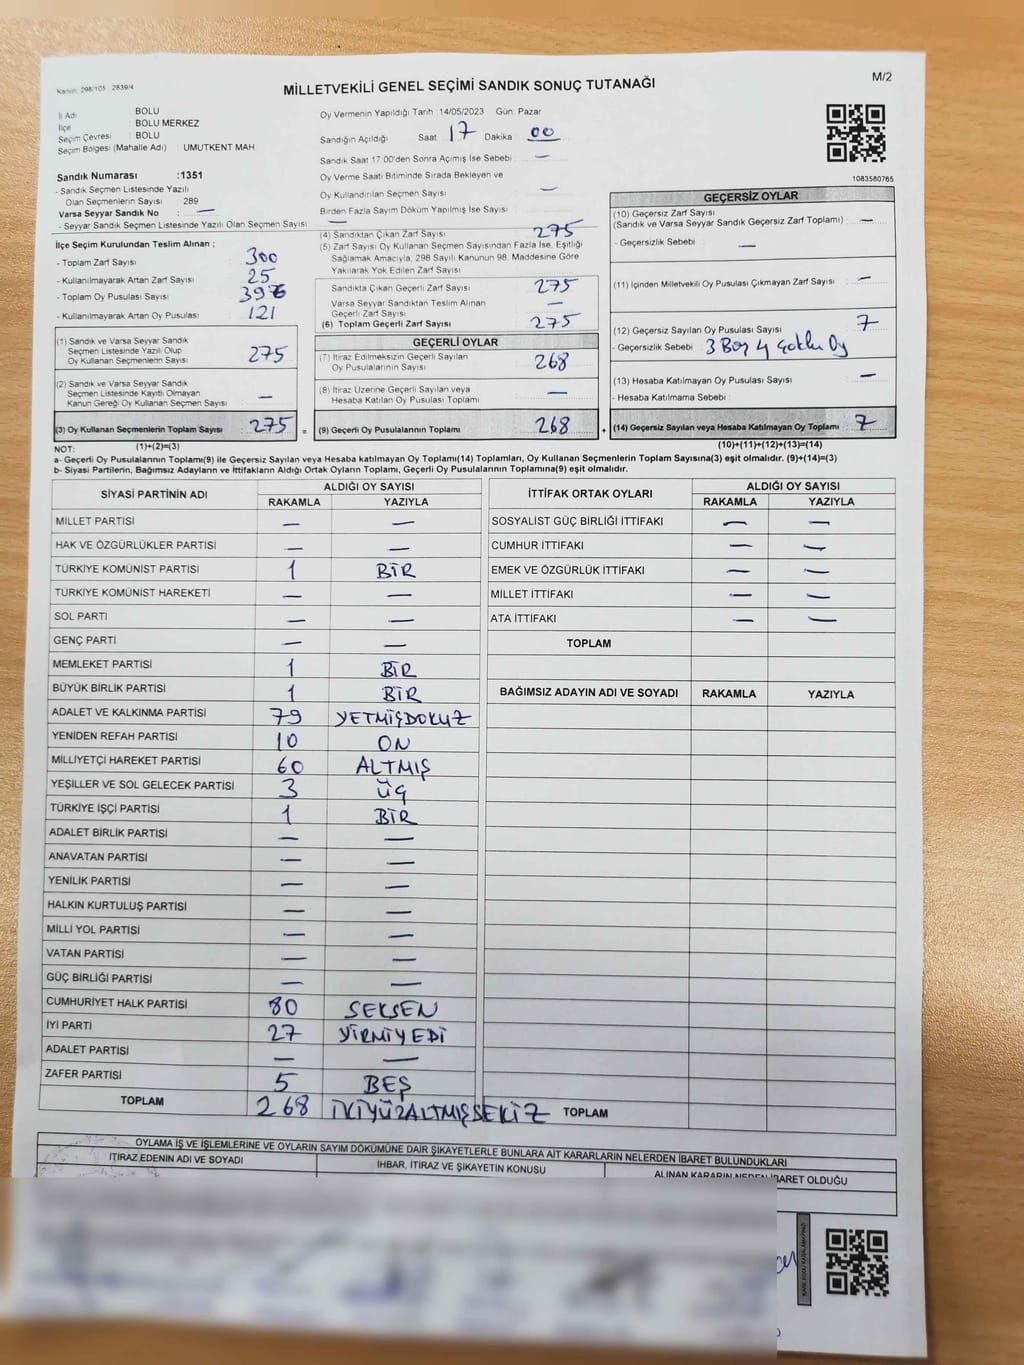 Kanun: 298/105 - 2839/4
MİLLETVEKİLİ GENEL SEÇİMİ SANDIK SONUÇ TUTANAĞI
M/2
İl Adı : BOLU
İlçe : BOLU MERKEZ
Seçim Çevresi : BOLU
Seçim Bölgesi (Mahalle Adı) : UMUTKENT MAH
Sandık Numarası :1351
- Sandık Seçmen Listesinde Yazılı
Olan Seçmenlerin Sayısı : 289
Varsa Seyyar Sandık No : —
- Seyyar Sandık Seçmen Listesinde Yazılı Olan Seçmen Sayısı : —
Oy Vermenin Yapıldığı Tarih :14/05/2023 Gün: Pazar
Sandığın Açıldığı Saat 17 Dakika 00
Sandık Saat 17:00'den Sonra Açımış İse Sebebi : —
Oy Verme Saati Bitiminde Sırada Bekleyen ve
Oy Kullandırılan Seçmen Sayısı : —
Birden Fazla Sayım Döküm Yapılmış İse Sayısı :
1083580765
İlçe Seçim Kurulundan Teslim Alınan ;
- Toplam Zarf Sayısı : 300
- Kullanılmayarak Artan Zarf Sayısı : 25
- Toplam Oy Pusulası Sayısı : 396
- Kullanılmayarak Artan Oy Pusulası : 121
(1) Sandık ve Varsa Seyyar Sandık
Seçmen Listesinde Yazılı Olup
Oy Kullanan Seçmenlerin Sayısı : 275
(2) Sandık ve Varsa Seyyar Sandık
Seçmen Listesinde Kayıtlı Olmayan
Kanun Gereği Oy Kullanan Seçmen Sayısı : —
(3) Oy Kullanan Seçmenlerin Toplam Sayısı : 275 =
(1)+(2)=(3)
(4) Sandıktan Çıkan Zarf Sayısı : 275
(5) Zarf Sayısı Oy Kullanan Seçmen Sayısından Fazla İse, Eşitliği
Sağlamak Amacıyla, 298 Sayılı Kanunun 98. Maddesine Göre
Yakılarak Yok Edilen Zarf Sayısı :
Sandıkta Çıkan Geçerli Zarf Sayısı : 275
Varsa Seyyar Sandıktan Teslim Alınan
Geçerli Zarf Sayısı : —
(6) Toplam Geçerli Zarf Sayısı : 275
GEÇERLİ OYLAR
(7) İtiraz Edilmeksizin Geçerli Sayılan
Oy Pusulalarının Sayısı : 268
(8) İtiraz Üzerine Geçerli Sayılan veya
Hesaba Katılan Oy Pusulası Toplamı : —
(9) Geçerli Oy Pusulalarının Toplamı : 268 +
GEÇERSİZ OYLAR
(10) Geçersiz Zarf Sayısı
(Sandık ve Varsa Seyyar Sandık Geçersiz Zarf Toplamı) : —
- Geçersizlik Sebebi : —
(11) İçinden Milletvekili Oy Pusulası Çıkmayan Zarf Sayısı : —
(12) Geçersiz Sayılan Oy Pusulası Sayısı : 7
- Geçersizlik Sebebi : 3 Boş 4 Çoklu Oy
(13) Hesaba Katılmayan Oy Pusulası Sayısı : —
- Hesaba Katılmama Sebebi :
(14) Geçersiz Sayılan veya Hesaba Katılmayan Oy Toplamı : 7
(10)+(11)+(12)+(13)=(14)
NOT:
a- Geçerli Oy Pusulalarının Toplamı(9) ile Geçersiz Sayılan veya Hesaba katılmayan Oy Toplamı(14) Toplamları, Oy Kullanan Seçmenlerin Toplam Sayısına(3) eşit olmalıdır. (9)+(14)=(3)
b- Siyasi Partilerin, Bağımsız Adayların ve İttifakların Aldığı Ortak Oyların Toplamı, Geçerli Oy Pusulalarının Toplamına(9) eşit olmalıdır.
SİYASİ PARTİNİN ADI ALDIĞI OY SAYISI
RAKAMLA YAZIYLA
MİLLET PARTİSİ — —
HAK VE ÖZGÜRLÜKLER PARTİSİ — —
TÜRKİYE KOMÜNİST PARTİSİ 1 BİR
TÜRKİYE KOMÜNİST HAREKETİ — —
SOL PARTİ — —
GENÇ PARTİ — —
MEMLEKET PARTİSİ 1 BİR
BÜYÜK BİRLİK PARTİSİ 1 BİR
ADALET VE KALKINMA PARTİSİ 79 YETMİŞDOKUZ
YENİDEN REFAH PARTİSİ 10 ON
MİLLİYETÇİ HAREKET PARTİSİ 60 ALTMIŞ
YEŞİLLER VE SOL GELECEK PARTİSİ 3 ÜÇ
TÜRKİYE İŞÇİ PARTİSİ 1 BİR
ADALET BİRLİK PARTİSİ — —
ANAVATAN PARTİSİ — —
YENİLİK PARTİSİ — —
HALKIN KURTULUŞ PARTİSİ — —
MİLLİ YOL PARTİSİ — —
VATAN PARTİSİ — —
GÜÇ BİRLİĞİ PARTİSİ — —
CUMHURİYET HALK PARTİSİ 80 SEKSEN
İYİ PARTİ 27 YİRMİYEDİ
ADALET PARTİSİ — —
ZAFER PARTİSİ 5 BEŞ
TOPLAM 268 İKİYÜZALTMIŞSEKİZ
İTTİFAK ORTAK OYLARI ALDIĞI OY SAYISI
RAKAMLA YAZIYLA
SOSYALİST GÜÇ BİRLİĞİ İTTİFAKI — —
CUMHUR İTTİFAKI — —
EMEK VE ÖZGÜRLÜK İTTİFAKI — —
MİLLET İTTİFAKI — —
ATA İTTİFAKI — —
TOPLAM
BAĞIMSIZ ADAYIN ADI VE SOYADI RAKAMLA YAZIYLA
TOPLAM
OYLAMA İŞ VE İŞLEMLERİNE VE OYLARIN SAYIM DÖKÜMÜNE DAİR ŞİKAYETLERLE BUNLARA AİT KARARLARIN NELERDEN İBARET BULUNDUKLARI
İTİRAZ EDENİN ADI VE SOYADI İHBAR, İTİRAZ VE ŞİKAYETİN KONUSU ALINAN KARARIN NEDEN İBARET OLDUĞU